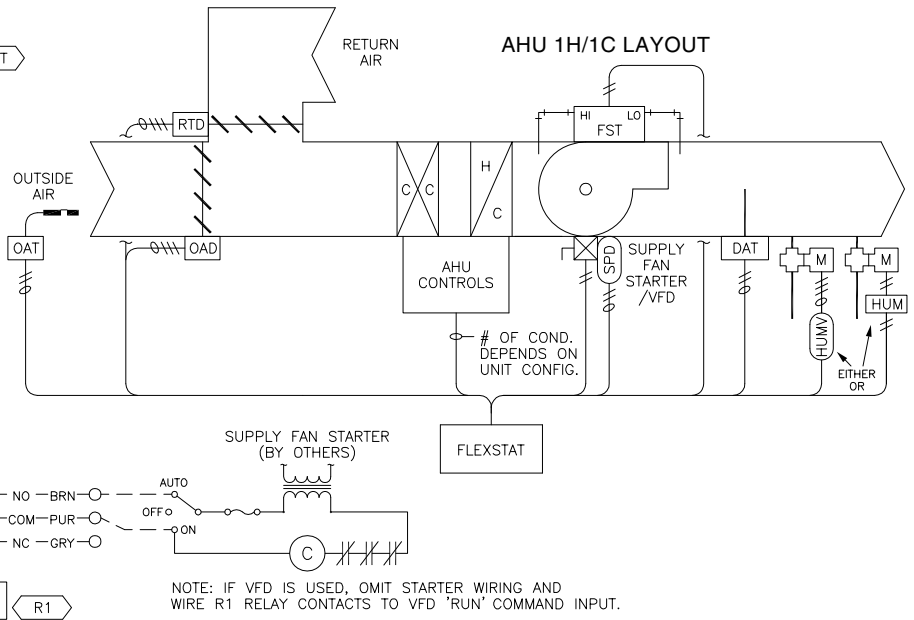 T
RETURN
AIR
AHU 1H/1C LAYOUT
RTD
HI
LO
FST
OUTSIDE
AIR
C C
H
C
OAT
OAD
AHU
CONTROLS
SPD
SUPPLY
FAN
STARTER
/VFD
DAT
M
M
HUM
HUMV
EITHER
OR
# OF COND.
DEPENDS ON
UNIT CONFIG.
FLEXSTAT
SUPPLY FAN STARTER
(BY OTHERS)
AUTO
NO BRN
OFF
COM PUR
ON
NC GRY
C
NOTE: IF VFD IS USED, OMIT STARTER WIRING AND
WIRE R1 RELAY CONTACTS TO VFD 'RUN' COMMAND INPUT.
R1